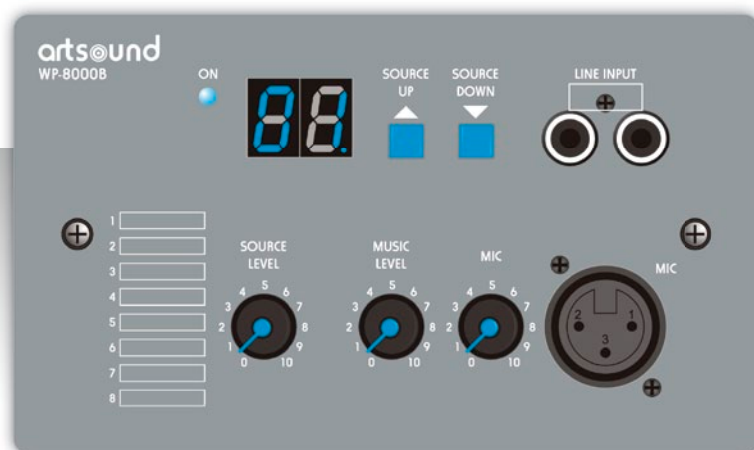 artsound
WP-8000B
ON
01.
SOURCE
UP
SOURCE
DOWN
LINE INPUT
1
2
3
4
5
6
7
8
SOURCE
LEVEL
0 1 2 3 4 5 6 7 8 9 10
MUSIC
LEVEL
0 1 2 3 4 5 6 7 8 9 10
MIC
0 1 2 3 4 5 6 7 8 9 10
MIC
2 1
3